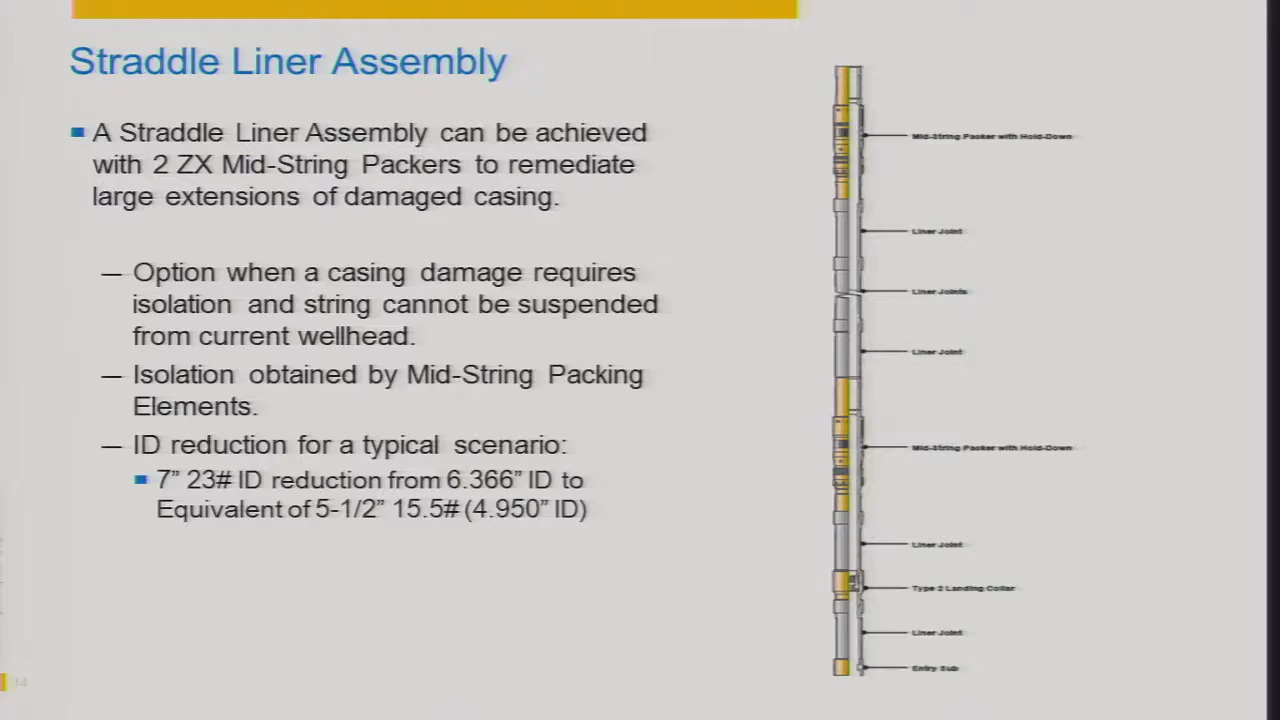 Straddle Liner Assembly
A Straddle Liner Assembly can be achieved
with 2 ZX Mid-String Packers to remediate
large extensions of damaged casing.
— Option when a casing damage requires
isolation and string cannot be suspended
from current wellhead.
— Isolation obtained by Mid-String Packing
Elements.
— ID reduction for a typical scenario:
7” 23# ID reduction from 6.366” ID to
Equivalent of 5-1/2” 15.5# (4.950” ID)
Mid-String Packer with Hold-Down
Liner Joint
Liner Joints
Liner Joint
Mid-String Packer with Hold-Down
Liner Joint
Type 2 Landing Collar
Liner Joint
Entry Sub
14